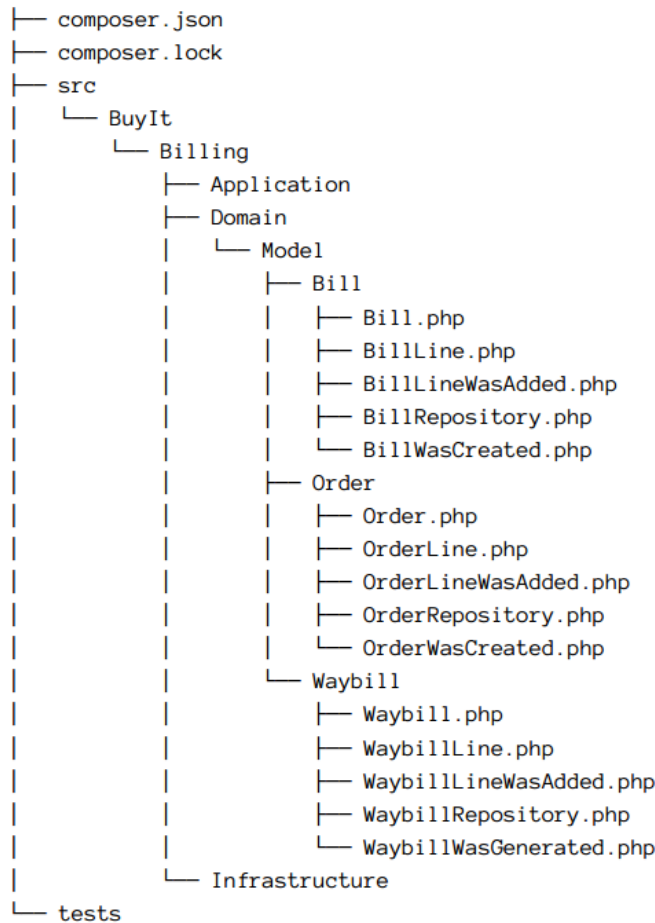 ├── composer.json
├── composer.lock
├── src
│   └── BuyIt
│       └── Billing
│           ├── Application
│           ├── Domain
│           │   └── Model
│           │       ├── Bill
│           │       │   ├── Bill.php
│           │       │   ├── BillLine.php
│           │       │   ├── BillLineWasAdded.php
│           │       │   ├── BillRepository.php
│           │       │   └── BillWasCreated.php
│           │       ├── Order
│           │       │   ├── Order.php
│           │       │   ├── OrderLine.php
│           │       │   ├── OrderLineWasAdded.php
│           │       │   ├── OrderRepository.php
│           │       │   └── OrderWasCreated.php
│           │       └── Waybill
│           │           ├── Waybill.php
│           │           ├── WaybillLine.php
│           │           ├── WaybillLineWasAdded.php
│           │           ├── WaybillRepository.php
│           │           └── WaybillWasGenerated.php
│           └── Infrastructure
└── tests